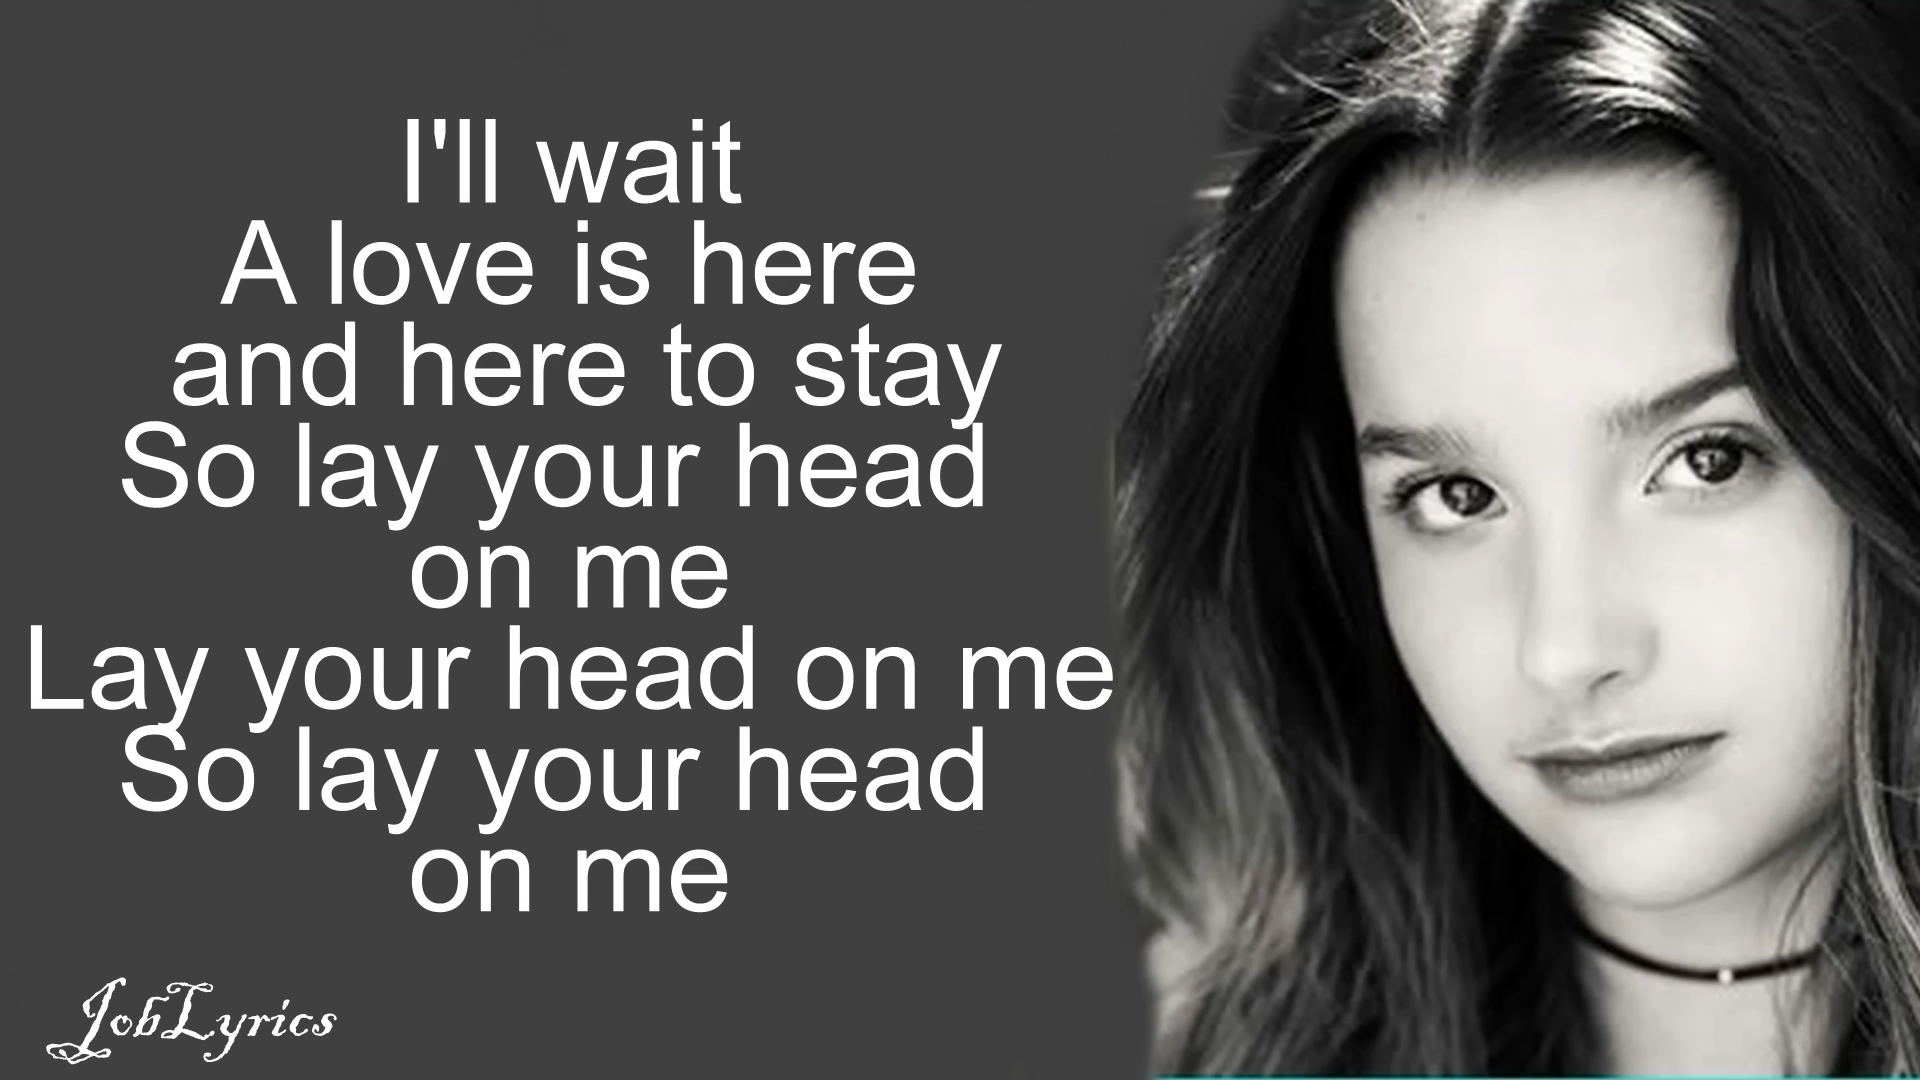 I'll wait
A love is here
and here to stay
So lay your head
on me
Lay your head on me
So lay your head
on me
JobLyrics